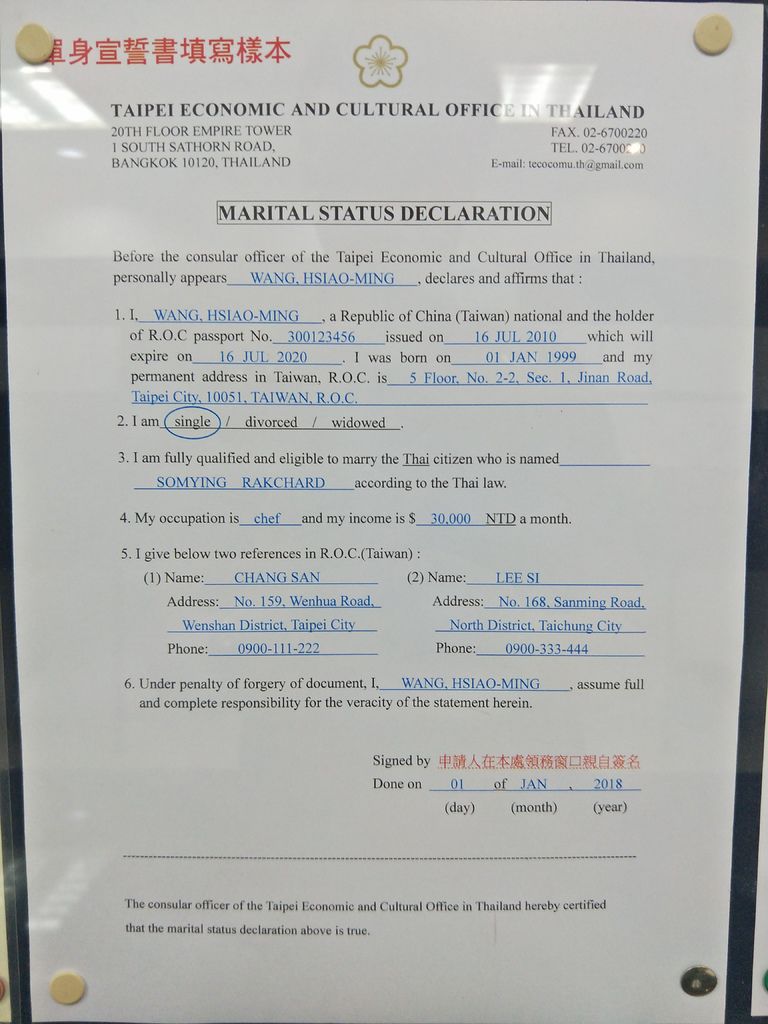 單身宣誓書填寫樣本
TAIPEI ECONOMIC AND CULTURAL OFFICE IN THAILAND
20TH FLOOR EMPIRE TOWER
1 SOUTH SATHORN ROAD,
BANGKOK 10120, THAILAND
FAX. 02-6700220
TEL.
E-mail: tecocomu.th@gmail.com
MARITAL STATUS DECLARATION
Before the consular officer of the Taipei Economic and Cultural Office in Thailand,
personally appears WANG, HSIAO-MING , declares and affirms that :
1. I, WANG, HSIAO-MING , a Republic of China (Taiwan) national and the holder
of R.O.C passport No. 300123456 issued on 16 JUL 2010 which will
expire on 16 JUL 2020 . I was born on 01 JAN 1999 and my
permanent address in Taiwan, R.O.C. is 5 Floor, No. 2-2, Sec. 1, Jinan Road,
Taipei City, 10051, TAIWAN, R.O.C.
2. I am single / divorced / widowed .
3. I am fully qualified and eligible to marry the Thai citizen who is named
SOMYING RAKCHARD according to the Thai law.
4. My occupation is chef and my income is $ 30,000 NTD a month.
5. I give below two references in R.O.C.(Taiwan) :
(1) Name: CHANG SAN (2) Name: LEE SI
Address: No. 159, Wenhua Road, Address: No. 168, Sanming Road,
Wenshan District, Taipei City North District, Taichung City
Phone: 0900-111-222 Phone: 0900-333-444
6. Under penalty of forgery of document, I, WANG, HSIAO-MING , assume full
and complete responsibility for the veracity of the statement herein.
Signed by 申請人在本處領務窗口親自簽名
Done on 01 of JAN , 2018
(day) (month) (year)
The consular officer of the Taipei Economic and Cultural Office in Thailand hereby certified
that the marital status declaration above is true.